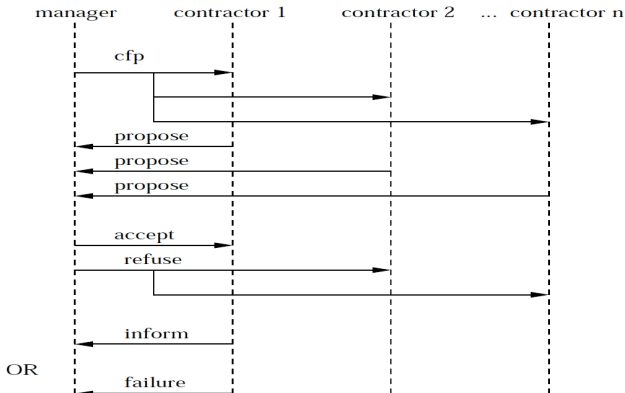 manager contractor 1 contractor 2 ... contractor n
cfp
propose
propose
propose
accept
refuse
inform
OR
failure